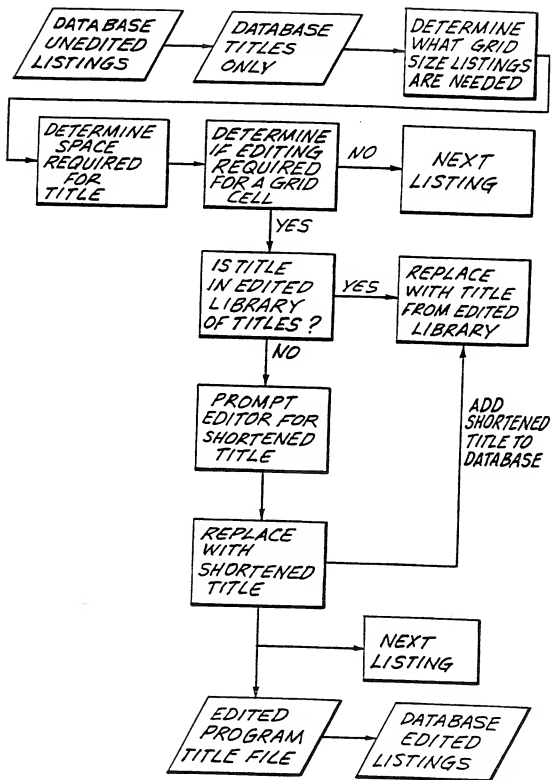 DATABASE
UNEDITED
LISTINGS
DATABASE
TITLES
ONLY
DETERMINE
WHAT GRID
SIZE LISTINGS
ARE NEEDED
DETERMINE
SPACE
REQUIRED
FOR
TITLE
DETERMINE
IF EDITING
REQUIRED
FOR A GRID
CELL
NO
NEXT
LISTING
YES
IS TITLE
IN EDITED
LIBRARY
OF TITLES ?
YES
REPLACE
WITH TITLE
FROM EDITED
LIBRARY
NO
PROMPT
EDITOR FOR
SHORTENED
TITLE
ADD
SHORTENED
TITLE TO
DATABASE
REPLACE
WITH
SHORTENED
TITLE
NEXT
LISTING
EDITED
PROGRAM
TITLE FILE
DATABASE
EDITED
LISTINGS